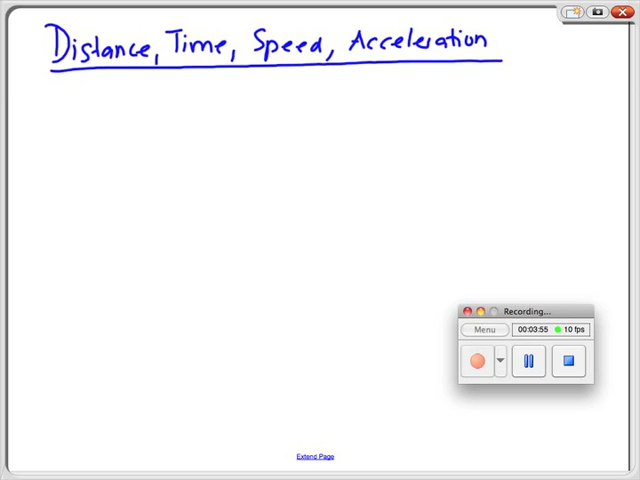 Distance, Time, Speed, Acceleration
Recording...
Menu
00:03:55
10 fps
Extend Page